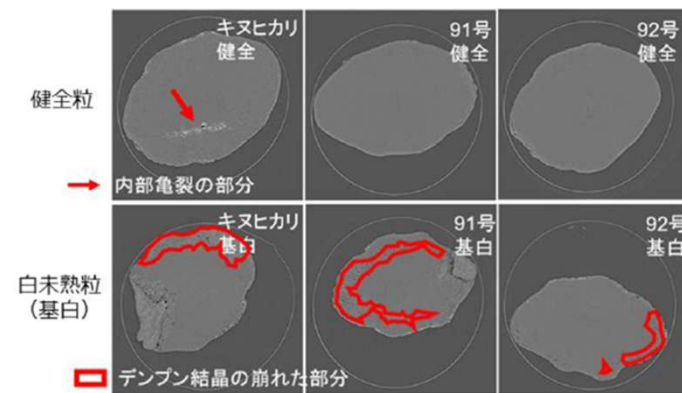 キヌヒカリ
健全
91号
健全
92号
健全
健全粒
内部亀裂の部分
キヌヒカリ
基白
91号
基白
92号
基白
白未熟粒
(基白)
デンプン結晶の崩れた部分